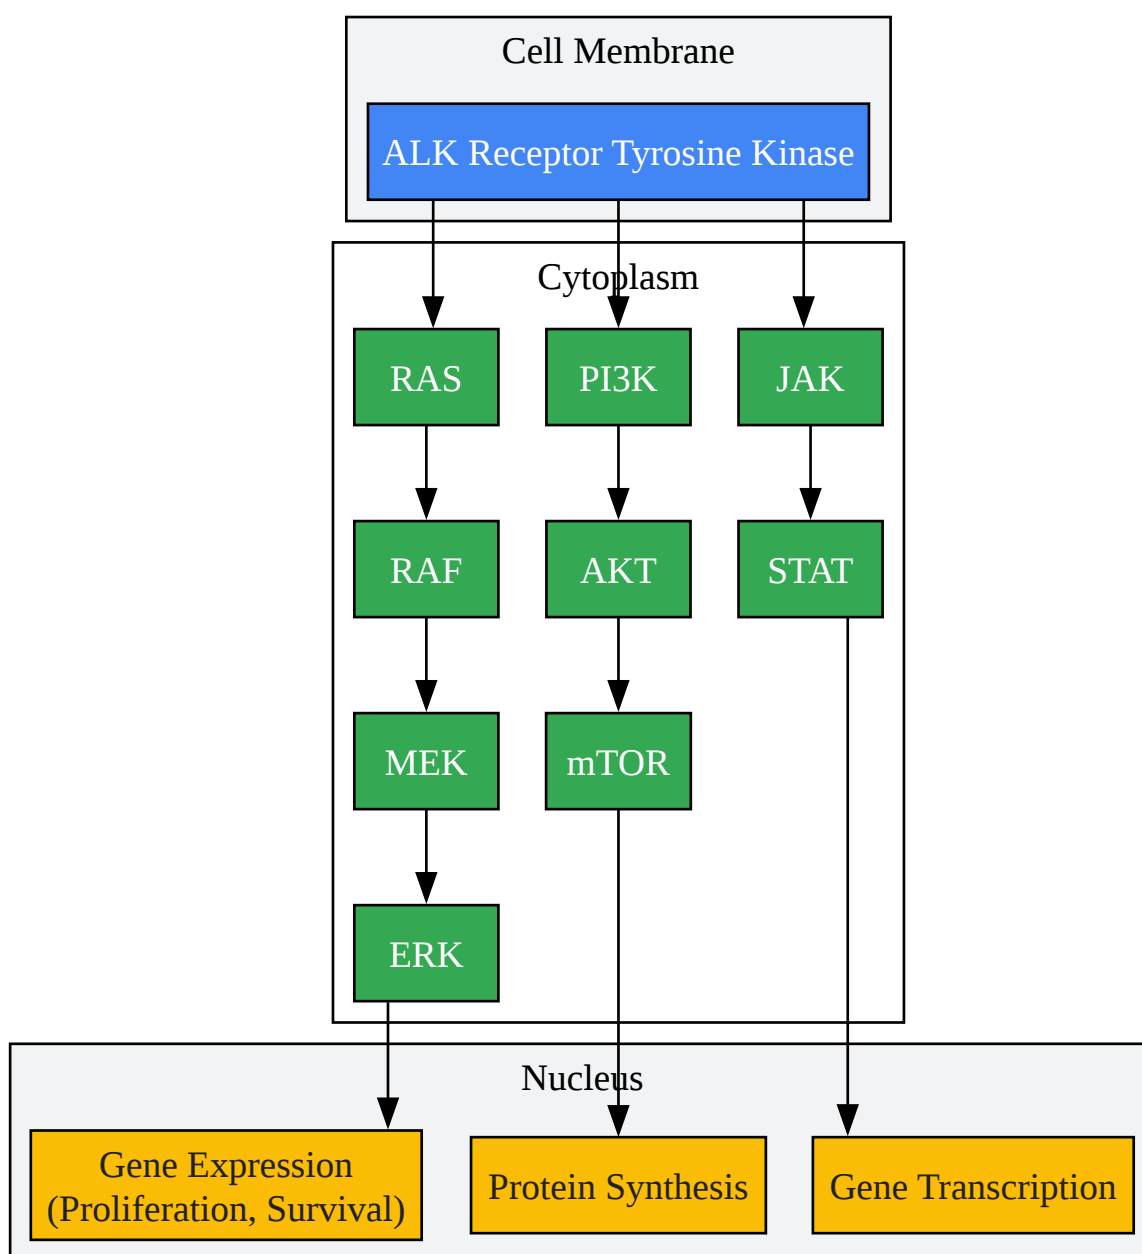 Cell Membrane
ALK Receptor Tyrosine Kinase
Cytoplasm
RAS
PI3K
JAK
RAF
AKT
STAT
MEK
mTOR
ERK
Nucleus
Gene Expression
(Proliferation, Survival)
Protein Synthesis
Gene Transcription